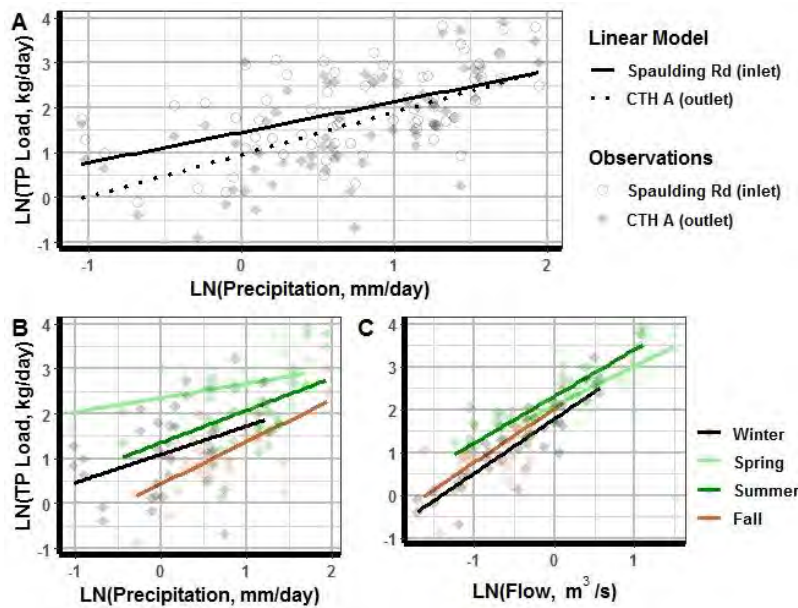 A
LN(TP Load, kg/day)
4
3
2
1
0
-1
-1 0 1 2
LN(Precipitation, mm/day)
Linear Model
Spaulding Rd (inlet)
CTH A (outlet)
Observations
Spaulding Rd (inlet)
CTH A (outlet)
B
LN(TP Load, kg/day)
4
3
2
1
0
-1
-1 0 1 2
LN(Precipitation, mm/day)
C
4
3
2
1
0
-1
-1 0 1
LN(Flow, m³/s)
Winter
Spring
Summer
Fall